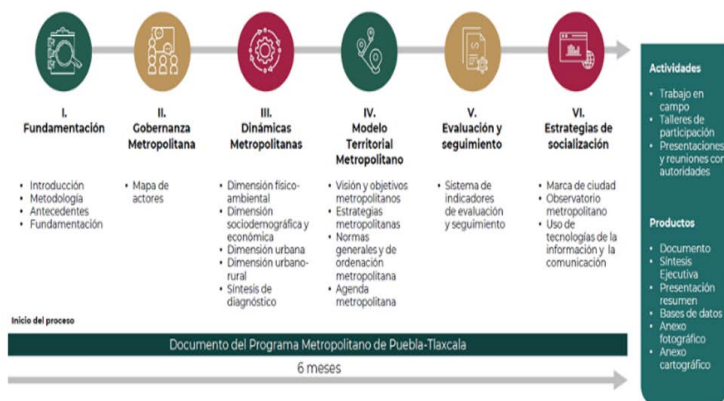 I.
Fundamentación
• Introducción
• Metodología
• Antecedentes
• Fundamentación
II.
Gobernanza
Metropolitana
• Mapa de
actores
III.
Dinámicas
Metropolitanas
• Dimensión físico-
ambiental
• Dimensión
sociodemográfica y
económica
• Dimensión urbana
• Dimensión urbano-
rural
• Síntesis de
diagnóstico
IV.
Modelo
Territorial
Metropolitano
• Visión y objetivos
metropolitanos
• Estrategias
metropolitanas
• Normas
generales y de
ordenación
metropolitana
• Agenda
metropolitana
V.
Evaluación y
seguimiento
• Sistema de
indicadores
de evaluación
y seguimiento
VI.
Estrategias de
socialización
• Marca de ciudad
• Observatorio
metropolitano
• Uso de
tecnologías de la
información y la
comunicación
Actividades
• Trabajo en
campo
• Talleres de
participación
• Presentaciones
y reuniones con
autoridades
Productos
• Documento
• Síntesis
Ejecutiva
• Presentación
resumen
• Bases de datos
• Anexo
fotográfico
• Anexo
cartográfico
Inicio del proceso
Documento del Programa Metropolitano de Puebla-Tlaxcala
6 meses